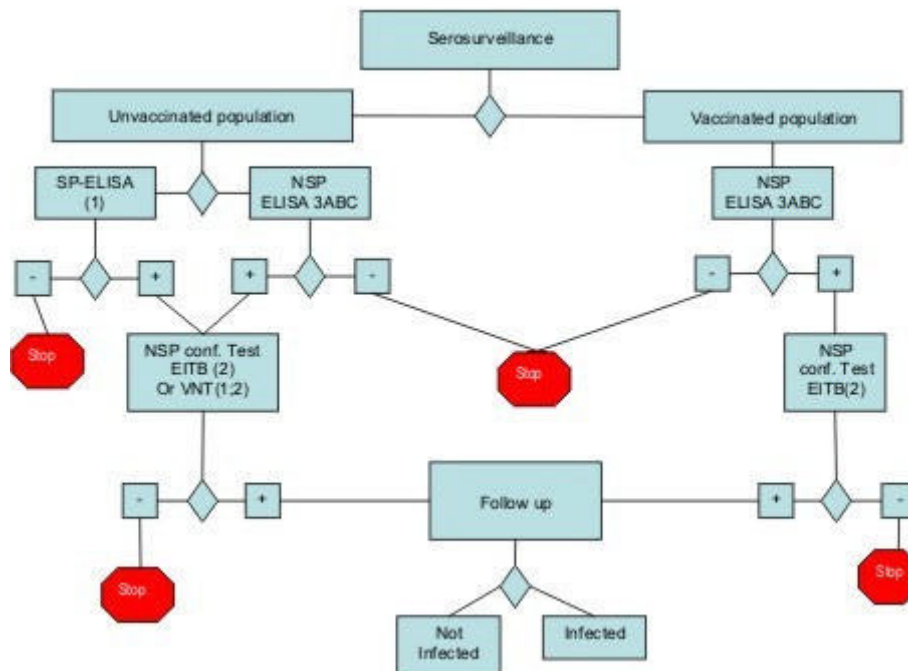 Serosurveillance
Unvaccinated population
Vaccinated population
SP-ELISA
(1)
NSP
ELISA 3ABC
NSP
ELISA 3ABC
-
+
+
-
-
+
Stop
NSP conf. Test
EITB (2)
Or VNT(1;2)
Stop
NSP
conf. Test
EITB(2)
-
+
Follow up
+
-
Stop
Stop
Not
Infected
Infected